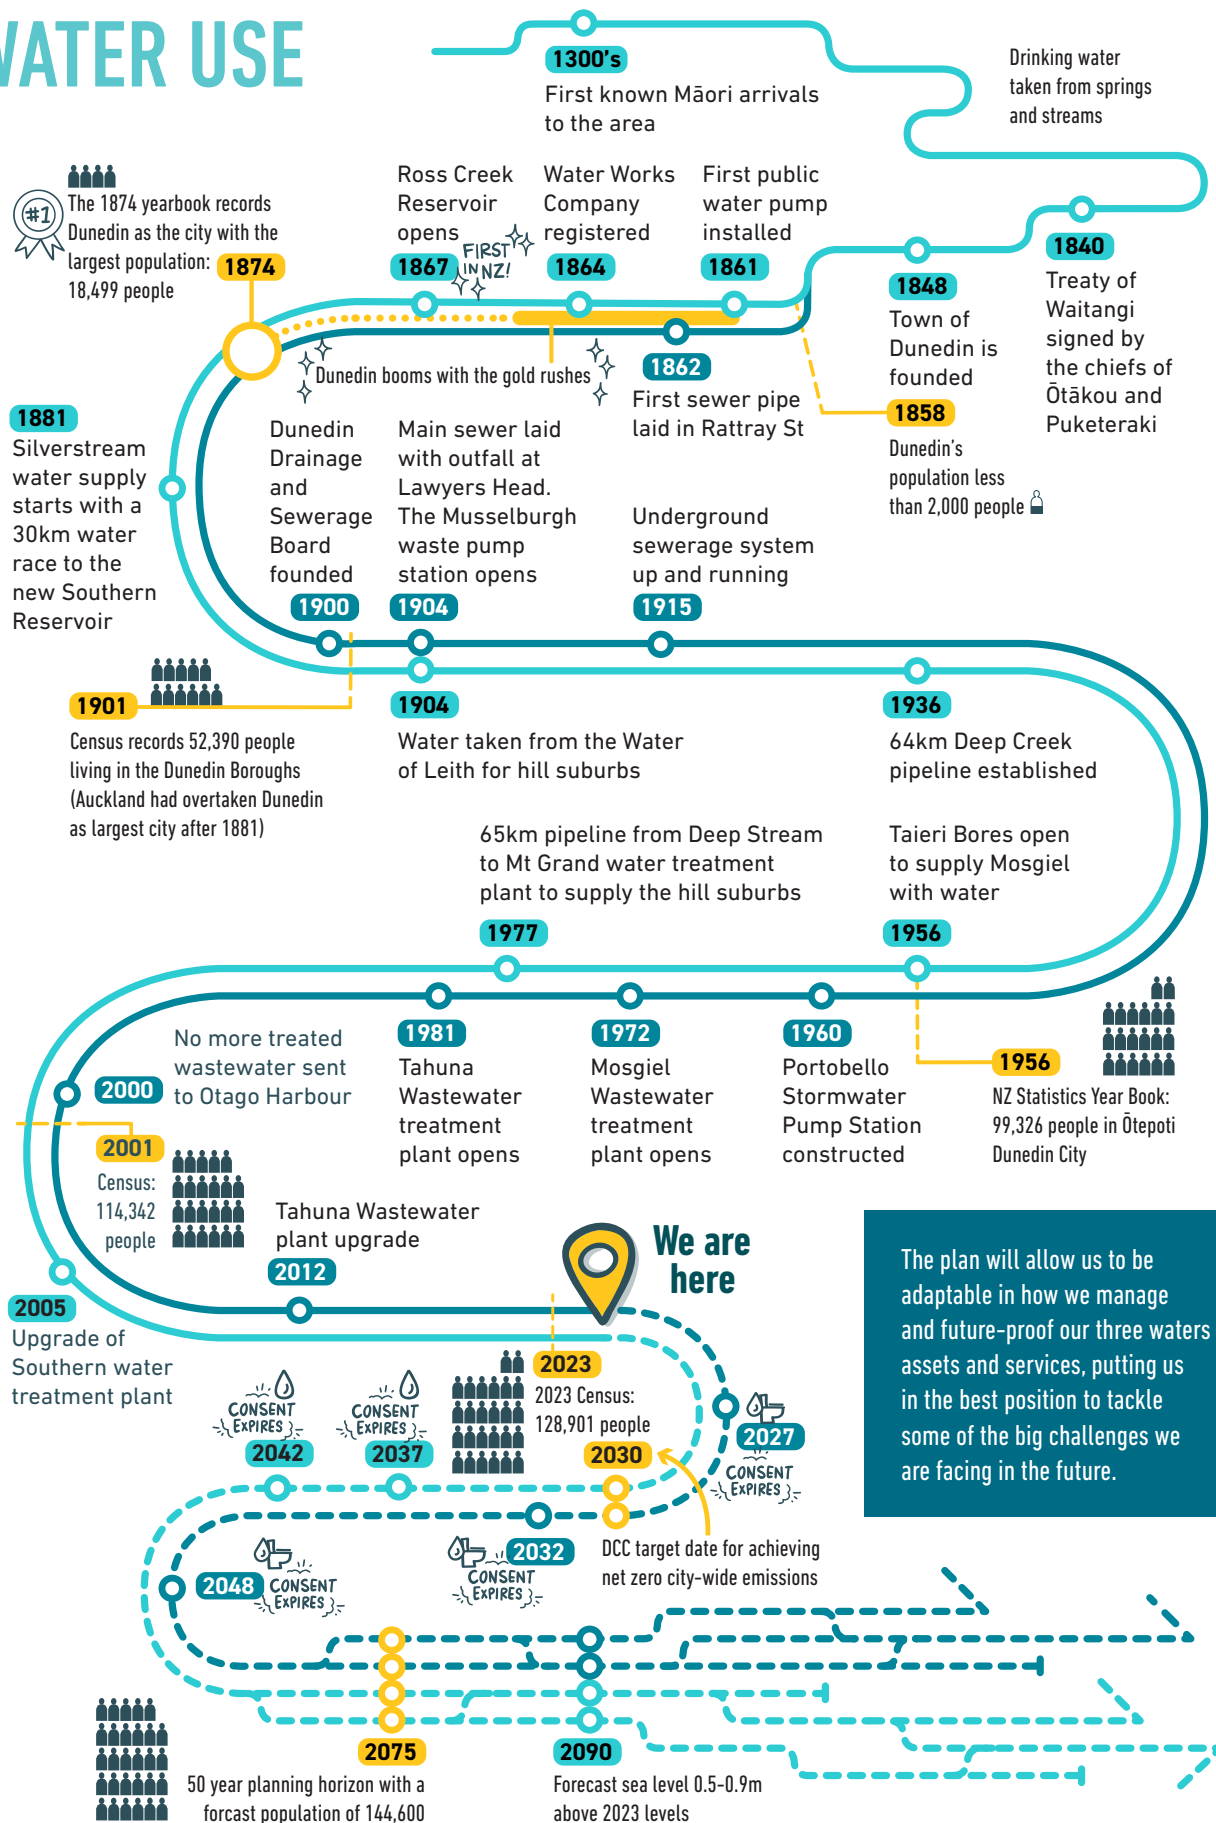 WATER USE
1300's
First known Māori arrivals
to the area
Drinking water
taken from springs
and streams
1840
Treaty of
Waitangi
signed by
the chiefs of
Ōtākou and
Puketeraki
1848
Town of
Dunedin is
founded
1858
Dunedin's
population less
than 2,000 people
First public
water pump
installed
1861
1862
First sewer pipe
laid in Rattray St
Water Works
Company
registered
1864
Ross Creek
Reservoir
opens
1867
FIRST
IN NZ!
Dunedin booms with the gold rushes
#1
The 1874 yearbook records
Dunedin as the city with the
largest population:
18,499 people
1874
1881
Silverstream
water supply
starts with a
30km water
race to the
new Southern
Reservoir
Dunedin
Drainage
and
Sewerage
Board
founded
1900
1901
Census records 52,390 people
living in the Dunedin Boroughs
(Auckland had overtaken Dunedin
as largest city after 1881)
Main sewer laid
with outfall at
Lawyers Head.
The Musselburgh
waste pump
station opens
1904
1904
Water taken from the Water
of Leith for hill suburbs
Underground
sewerage system
up and running
1915
1936
64km Deep Creek
pipeline established
Taieri Bores open
to supply Mosgiel
with water
1956
1956
NZ Statistics Year Book:
99,326 people in Ōtepoti
Dunedin City
1960
Portobello
Stormwater
Pump Station
constructed
1972
Mosgiel
Wastewater
treatment
plant opens
65km pipeline from Deep Stream
to Mt Grand water treatment
plant to supply the hill suburbs
1977
1981
Tahuna
Wastewater
treatment
plant opens
No more treated
wastewater sent
to Otago Harbour
2000
2001
Census:
114,342
people
2005
Upgrade of
Southern water
treatment plant
Tahuna Wastewater
plant upgrade
2012
We are
here
2023
2023 Census:
128,901 people
The plan will allow us to be
adaptable in how we manage
and future-proof our three waters
assets and services, putting us
in the best position to tackle
some of the big challenges we
are facing in the future.
2027
CONSENT
EXPIRES
2030
DCC target date for achieving
net zero city-wide emissions
2032
CONSENT
EXPIRES
CONSENT
EXPIRES
2037
CONSENT
EXPIRES
2042
2048
CONSENT
EXPIRES
2075
50 year planning horizon with a
forcast population of 144,600
2090
Forecast sea level 0.5-0.9m
above 2023 levels